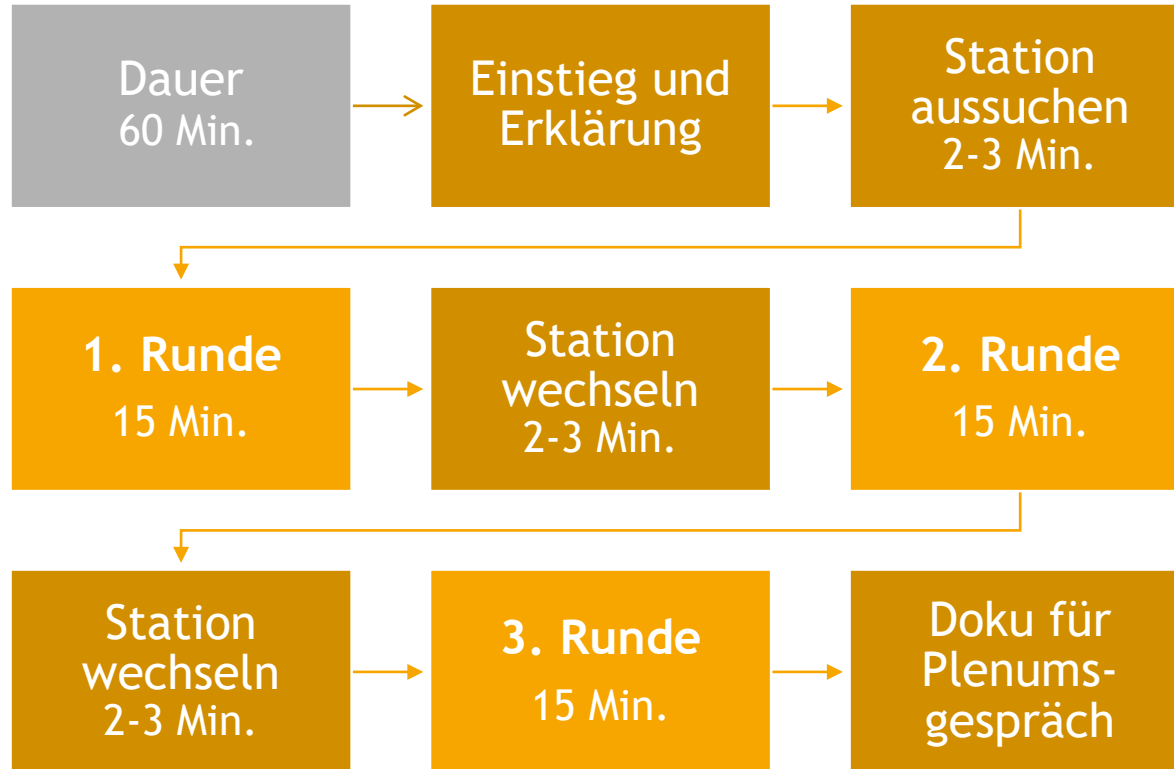 Dauer
60 Min.
Einstieg und
Erklärung
Station
aussuchen
2-3 Min.
1. Runde
15 Min.
Station
wechseln
2-3 Min.
2. Runde
15 Min.
Station
wechseln
2-3 Min.
3. Runde
15 Min.
Doku für
Plenums-
gespräch